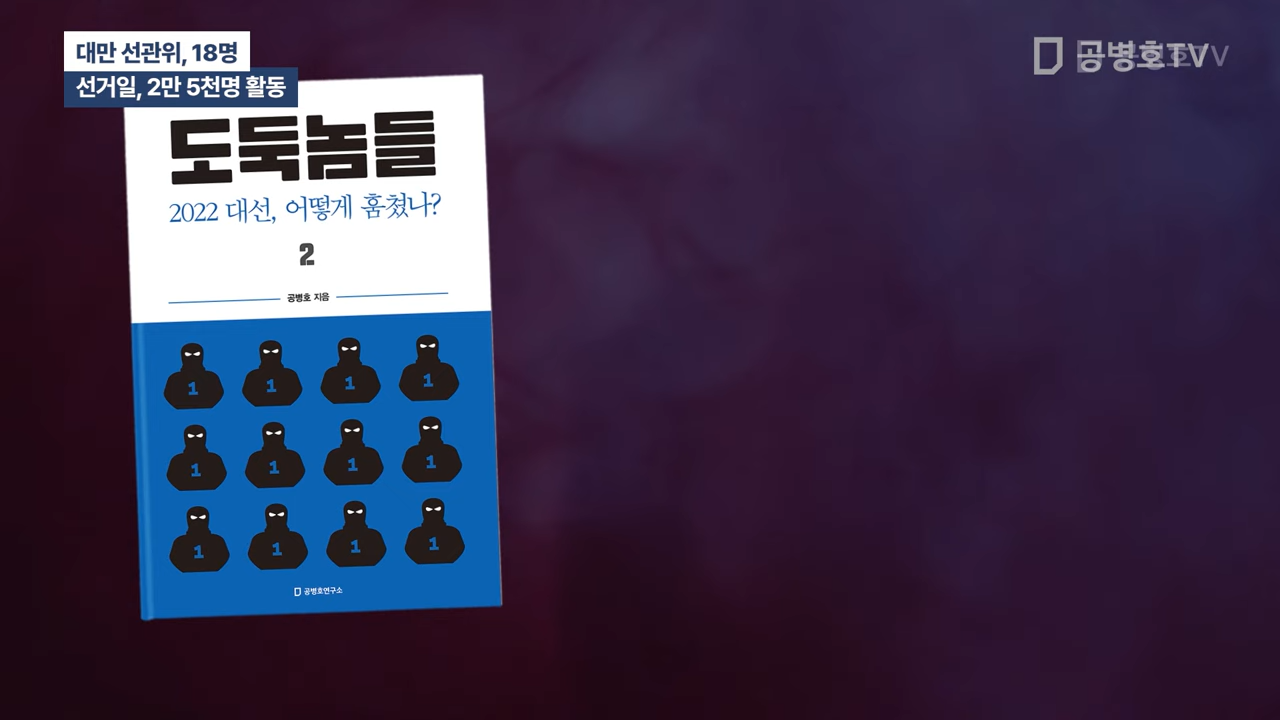 대만 선관위, 18명
선거일, 2만 5천명 활동
공병호TV
도둑놈들
2022 대선, 어떻게 훔쳤나?
2
공병호 지음
1 1 1 1
1 1 1 1
1 1 1 1
공병호연구소